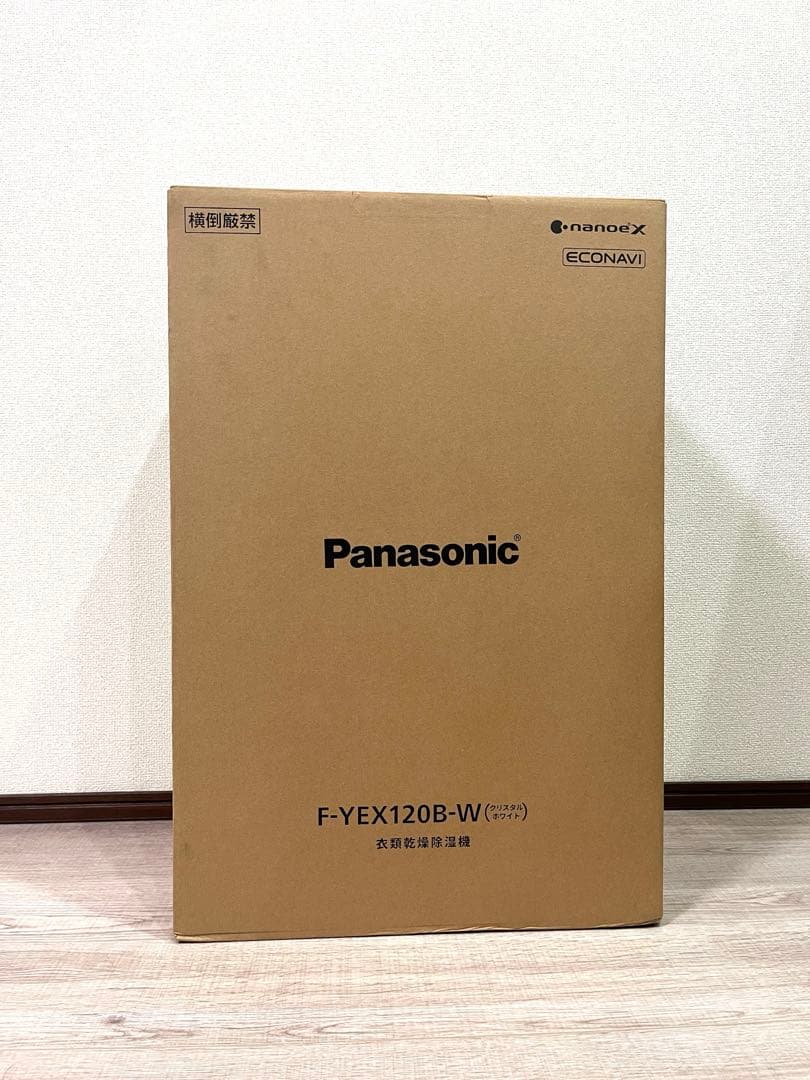 横倒厳禁
nanoe X
ECONAVI
Panasonic®
F-YEX120B-W(クリスタルホワイト)
衣類乾燥除湿機